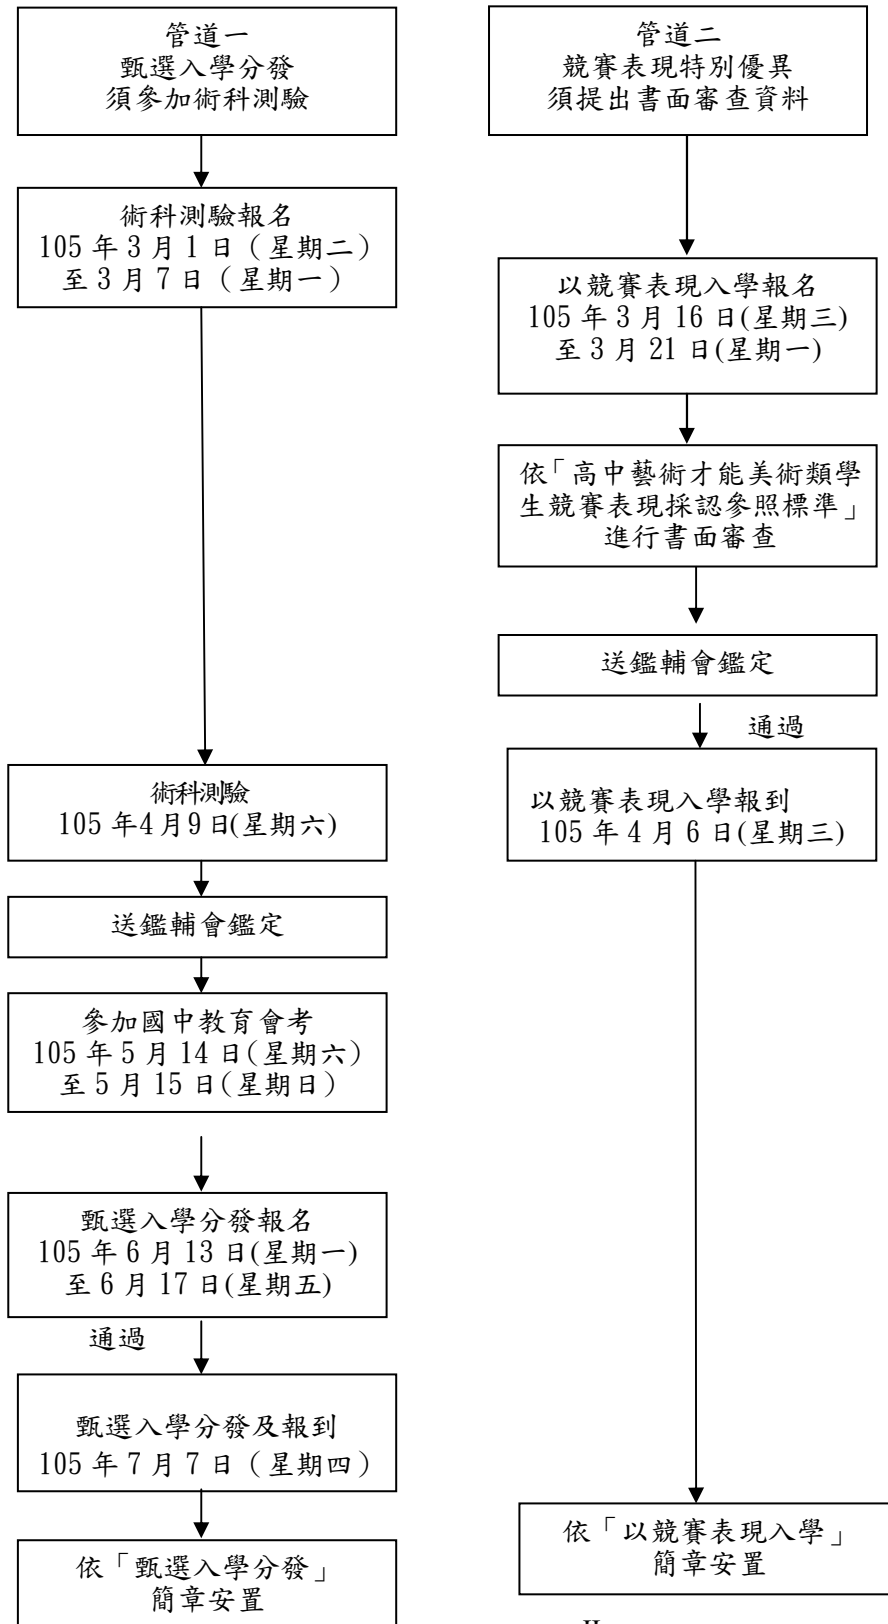 管道一
甄選入學分發
須參加術科測驗
術科測驗報名
105 年 3 月 1 日（星期二）
至 3 月 7 日（星期一）
術科測驗
105 年4月9日(星期六)
送鑑輔會鑑定
參加國中教育會考
105 年 5 月 14 日(星期六)
至 5 月 15 日(星期日)
甄選入學分發報名
105 年 6 月 13 日(星期一)
至 6 月 17 日(星期五)
通過
甄選入學分發及報到
105 年 7 月 7 日（星期四）
依「甄選入學分發」
簡章安置
管道二
競賽表現特別優異
須提出書面審查資料
以競賽表現入學報名
105 年 3 月 16 日(星期三)
至 3 月 21 日(星期一)
依「高中藝術才能美術類學
生競賽表現採認參照標準」
進行書面審查
送鑑輔會鑑定
通過
以競賽表現入學報到
105 年 4 月 6 日(星期三)
依「以競賽表現入學」
簡章安置
II